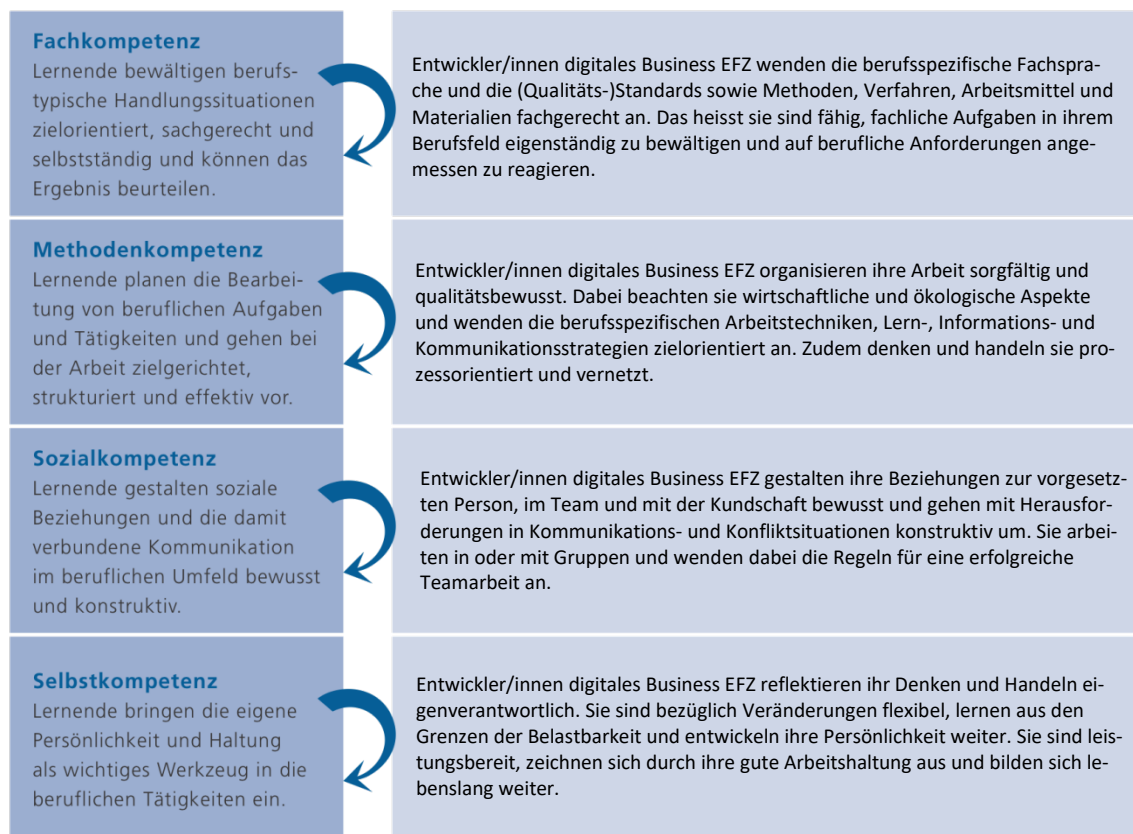 Fachkompetenz
Lernende bewältigen berufs-
typische Handlungssituationen
zielorientiert, sachgerecht und
selbstständig und können das
Ergebnis beurteilen.
Entwickler/innen digitales Business EFZ wenden die berufsspezifische Fachspra-
che und die (Qualitäts-)Standards sowie Methoden, Verfahren, Arbeitsmittel und
Materialien fachgerecht an. Das heisst sie sind fähig, fachliche Aufgaben in ihrem
Berufsfeld eigenständig zu bewältigen und auf berufliche Anforderungen ange-
messen zu reagieren.
Methodenkompetenz
Lernende planen die Bearbei-
tung von beruflichen Aufgaben
und Tätigkeiten und gehen bei
der Arbeit zielgerichtet,
strukturiert und effektiv vor.
Entwickler/innen digitales Business EFZ organisieren ihre Arbeit sorgfältig und
qualitätsbewusst. Dabei beachten sie wirtschaftliche und ökologische Aspekte
und wenden die berufsspezifischen Arbeitstechniken, Lern-, Informations- und
Kommunikationsstrategien zielorientiert an. Zudem denken und handeln sie pro-
zessorientiert und vernetzt.
Sozialkompetenz
Lernende gestalten soziale
Beziehungen und die damit
verbundene Kommunikation
im beruflichen Umfeld bewusst
und konstruktiv.
Entwickler/innen digitales Business EFZ gestalten ihre Beziehungen zur vorgesetz-
ten Person, im Team und mit der Kundschaft bewusst und gehen mit Herausfor-
derungen in Kommunikations- und Konfliktsituationen konstruktiv um. Sie arbei-
ten in oder mit Gruppen und wenden dabei die Regeln für eine erfolgreiche
Teamarbeit an.
Selbstkompetenz
Lernende bringen die eigene
Persönlichkeit und Haltung
als wichtiges Werkzeug in die
beruflichen Tätigkeiten ein.
Entwickler/innen digitales Business EFZ reflektieren ihr Denken und Handeln ei-
genverantwortlich. Sie sind bezüglich Veränderungen flexibel, lernen aus den
Grenzen der Belastbarkeit und entwickeln ihre Persönlichkeit weiter. Sie sind leis-
tungsbereit, zeichnen sich durch ihre gute Arbeitshaltung aus und bilden sich le-
benslang weiter.